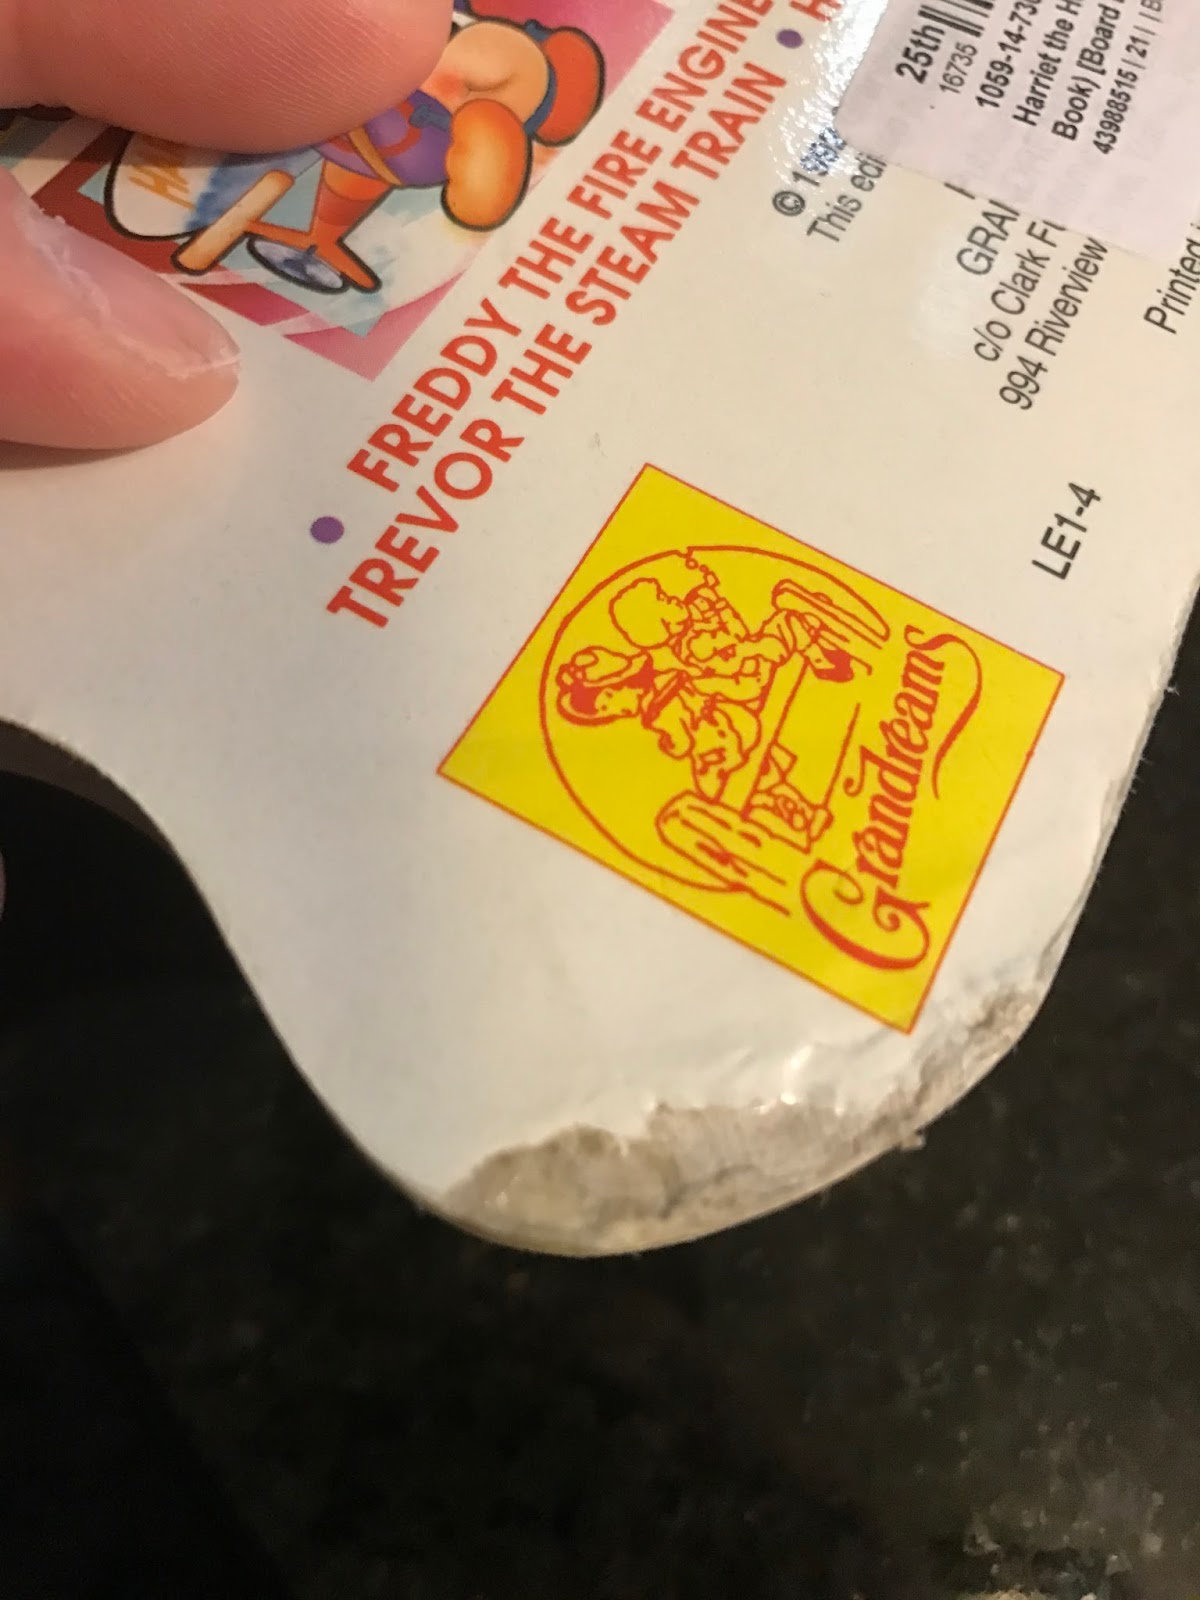 • FREDDY THE FIRE ENGINE
• H
TREVOR THE STEAM TRAIN
©
This edi
GRA
c/o Clark
994 Riverview
Printed
LE1-4
25th
16735
1059-14-73
Harriet the H
Book) [Board
43988515 | 21 |
Grandreams